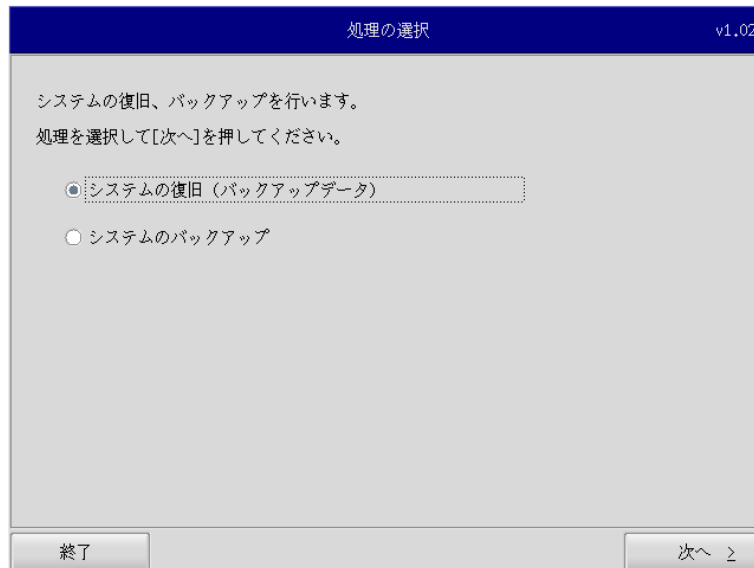 処理の選択
v1.02
システムの復旧、バックアップを行います。
処理を選択して[次へ]を押してください。
システムの復旧（バックアップデータ）
システムのバックアップ
終了
次へ >